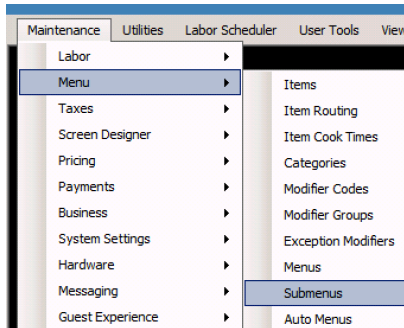 Maintenance Utilities Labor Scheduler User Tools View
Labor
Menu
Taxes
Screen Designer
Pricing
Payments
Business
System Settings
Hardware
Messaging
Guest Experience
Items
Item Routing
Item Cook Times
Categories
Modifier Codes
Modifier Groups
Exception Modifiers
Menus
Submenus
Auto Menus